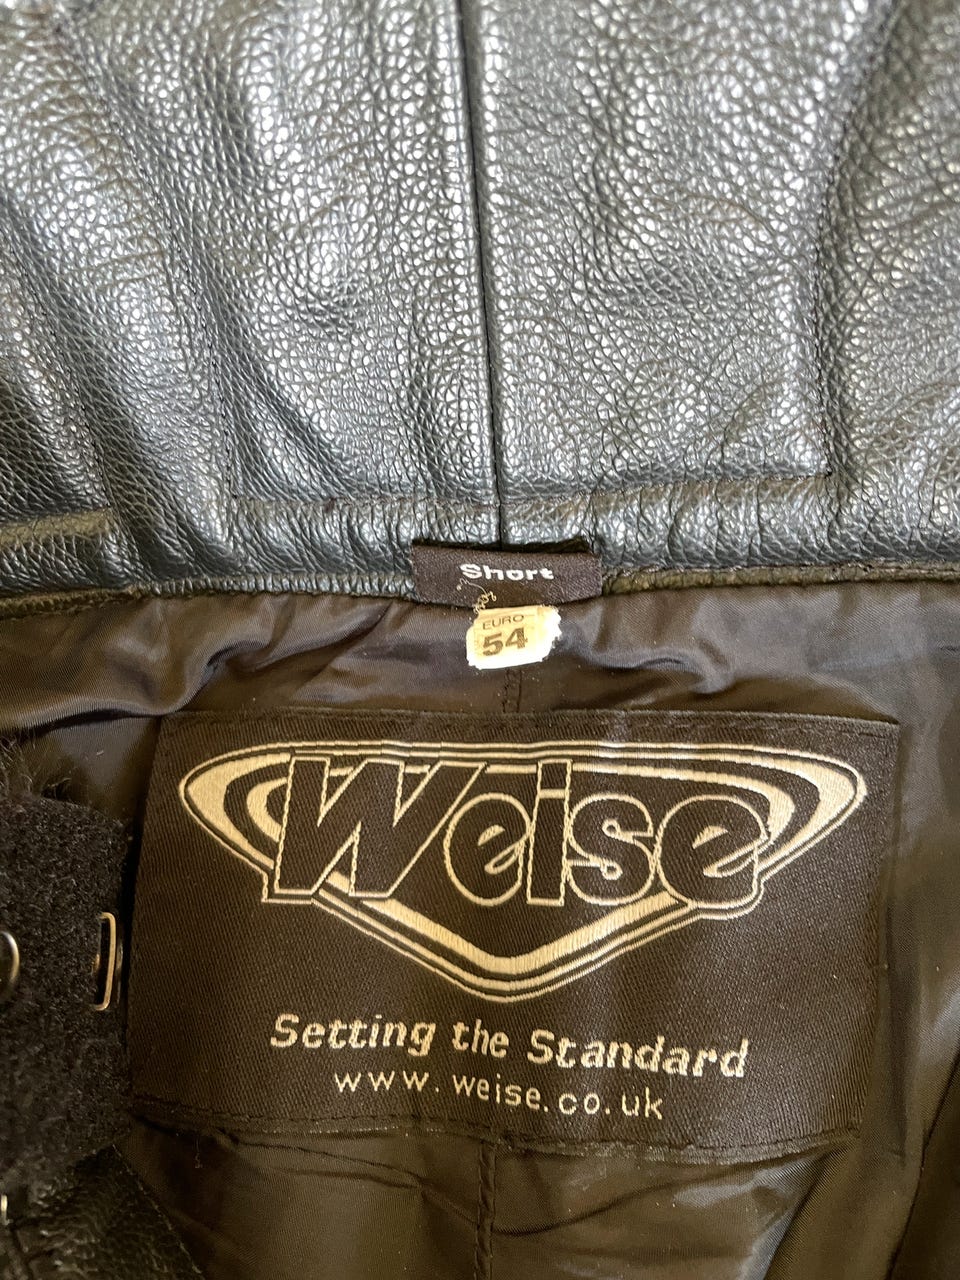 Short
EURO
54
Weise
Setting the Standard
www.weise.co.uk